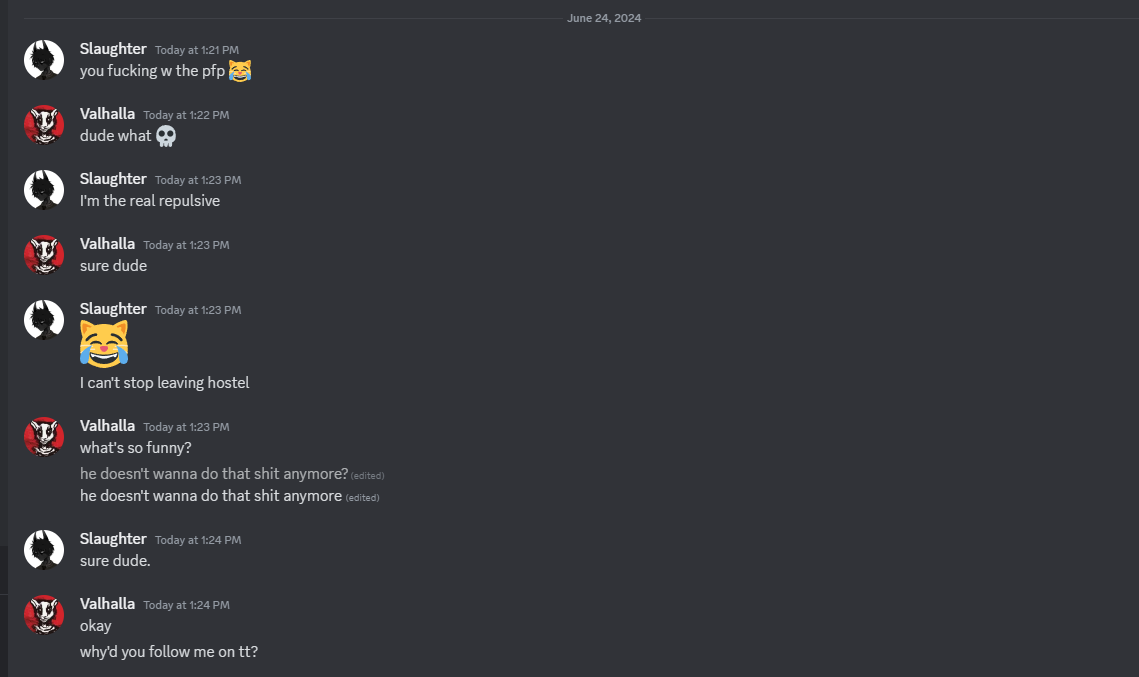 June 24, 2024
Slaughter Today at 1:21 PM
you fucking w the pfp 😹
Valhalla Today at 1:22 PM
dude what 💀
Slaughter Today at 1:23 PM
I'm the real repulsive
Valhalla Today at 1:23 PM
sure dude
Slaughter Today at 1:23 PM
😹
I can't stop leaving hostel
Valhalla Today at 1:23 PM
what's so funny?
he doesn't wanna do that shit anymore? (edited)
he doesn't wanna do that shit anymore (edited)
Slaughter Today at 1:24 PM
sure dude.
Valhalla Today at 1:24 PM
okay
why'd you follow me on tt?